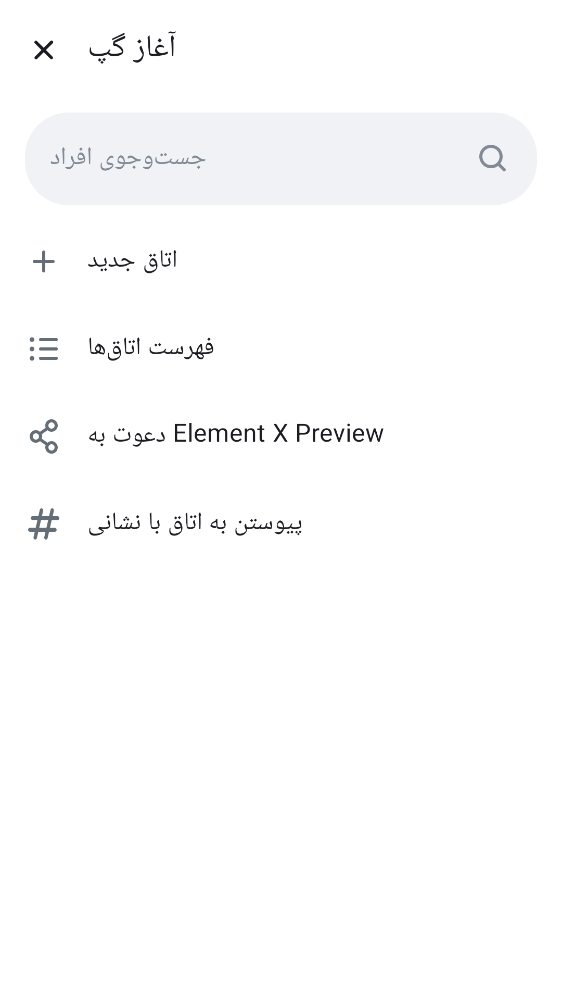 آغاز گپ
جست‌وجوی افراد
اتاق جدید
فهرست اتاق‌ها
دعوت به Element X Preview
پیوستن به اتاق با نشانی